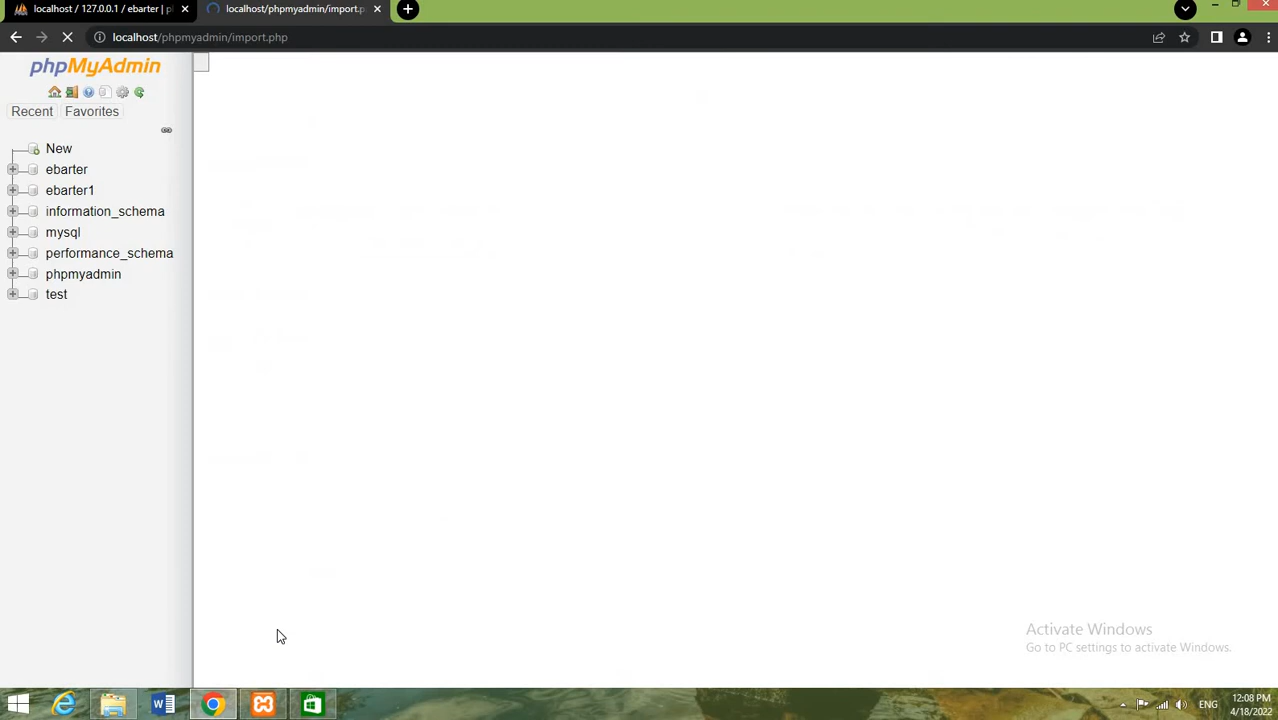 localhost / 127.0.0.1 / ebarter | p
localhost/phpmyadmin/import.p
localhost/phpmyadmin/import.php
phpMyAdmin
Recent
Favorites
New
ebarter
ebarter1
information_schema
mysql
performance_schema
phpmyadmin
test
Activate Windows
Go to PC settings to activate Windows.
ENG
12:08 PM
4/18/2022